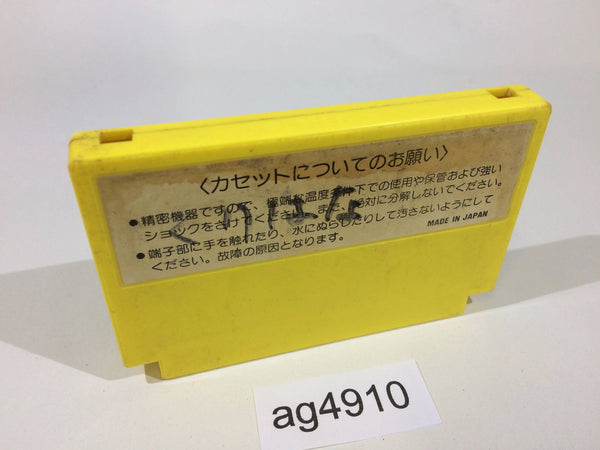 〈カセットについてのお願い〉
●精密機器ですので、極端な温度条件下での使用や保管および強い
ショックをさけてください。また、絶対に分解しないでください。
●端子部に手を触れたり、水にぬらしたりして汚さないようにして
ください。故障の原因となります。
MADE IN JAPAN
ag4910